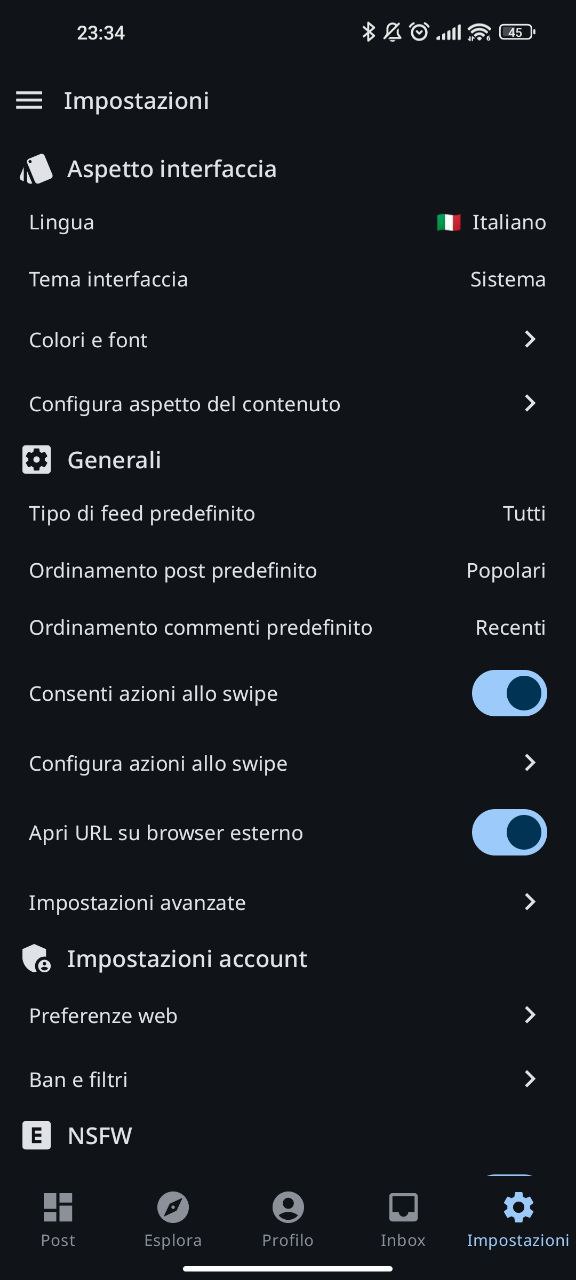 23:34
45
Impostazioni
Aspetto interfaccia
Lingua 🇮🇹 Italiano
Tema interfaccia Sistema
Colori e font
Configura aspetto del contenuto
Generali
Tipo di feed predefinito Tutti
Ordinamento post predefinito Popolari
Ordinamento commenti predefinito Recenti
Consenti azioni allo swipe
Configura azioni allo swipe
Apri URL su browser esterno
Impostazioni avanzate
Impostazioni account
Preferenze web
Ban e filtri
E NSFW
Post Esplora Profilo Inbox Impostazioni